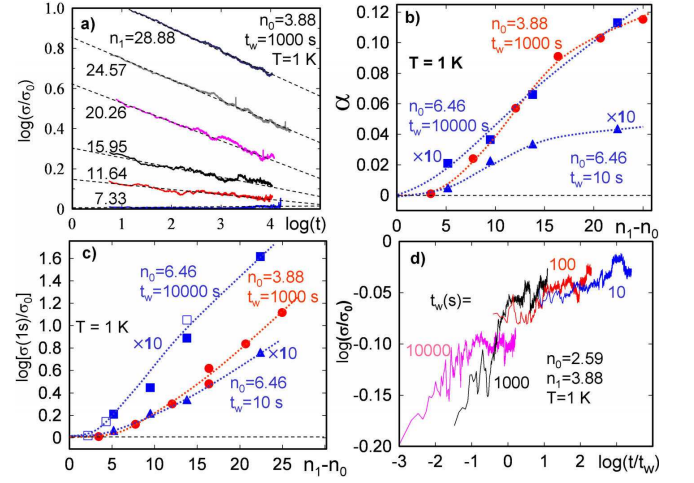 a)
n0=3.88
tw=1000 s
T=1 K
n1=28.88
24.57
20.26
15.95
11.64
7.33
1.0
0.8
0.6
0.4
0.2
0.0
log(σ/σ0)
0 1 2 3 4 log(t)
b)
n0=3.88
tw=1000 s
T = 1 K
n0=6.46
tw=10000 s
×10
×10
n0=6.46
tw=10 s
0.12
0.10
0.08
0.06
0.04
0.02
0.00
α
0 5 10 15 20 n1-n0
c)
n0=6.46
tw=10000 s
n0=3.88
tw=1000 s
T = 1 K
×10
×10
n0=6.46
tw=10 s
1.6
1.4
1.2
1.0
0.8
0.6
0.4
0.2
0.0
log[σ(1s)/σ0]
0 5 10 15 20 25 n1-n0
d)
tw(s)=
100
10
10000
1000
n0=2.59
n1=3.88
T=1 K
-0.05
-0.10
-0.15
-0.20
log(σ/σ0)
-3 -2 -1 0 1 2 log(t/tw)